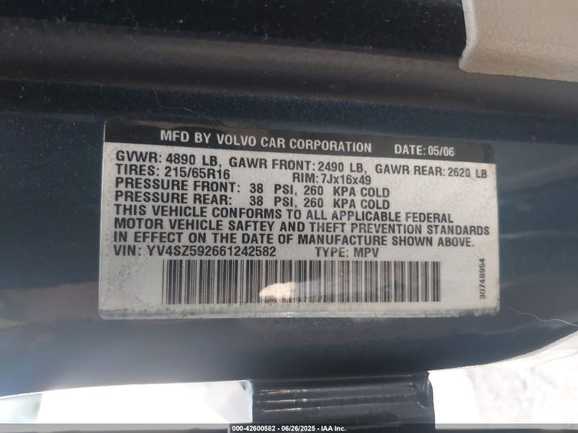 MFD BY VOLVO CAR CORPORATION DATE: 05/06
GVWR: 4890 LB, GAWR FRONT: 2490 LB, GAWR REAR: 2620 LB
TIRES: 215/65R16 RIM: 7Jx16x49
PRESSURE FRONT: 38 PSI, 260 KPA COLD
PRESSURE REAR: 38 PSI, 260 KPA COLD
THIS VEHICLE CONFORMS TO ALL APPLICABLE FEDERAL
MOTOR VEHICLE SAFTEY AND THEFT PREVENTION STANDARDS
IN EFFECT ON THE DATE OF MANUFACTURE SHOWN ABOVE.
VIN: YV4SZ592661242582 TYPE: MPV
30748954
000-42600582 | 06/26/2025 | IAA Inc.